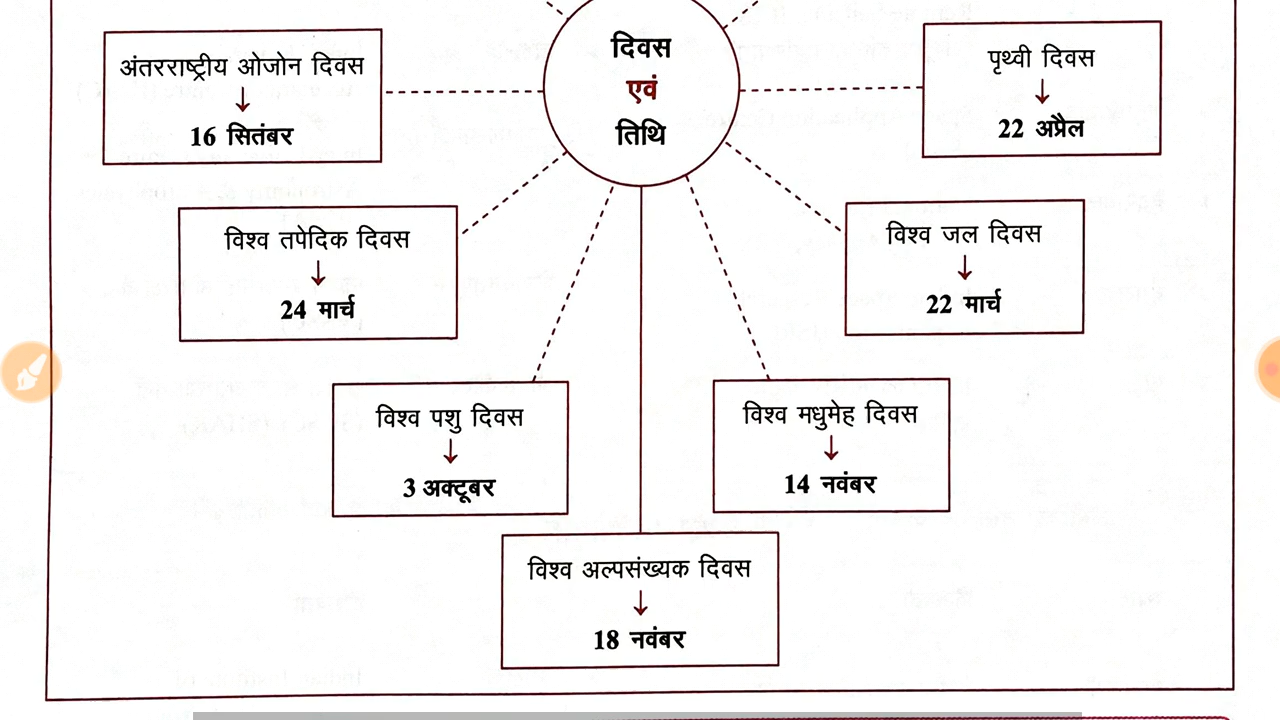 दिवस
एवं
तिथि
अंतरराष्ट्रीय ओजोन दिवस
↓
16 सितंबर
पृथ्वी दिवस
↓
22 अप्रैल
विश्व तपेदिक दिवस
↓
24 मार्च
विश्व जल दिवस
↓
22 मार्च
विश्व पशु दिवस
↓
3 अक्टूबर
विश्व मधुमेह दिवस
↓
14 नवंबर
विश्व अल्पसंख्यक दिवस
↓
18 नवंबर